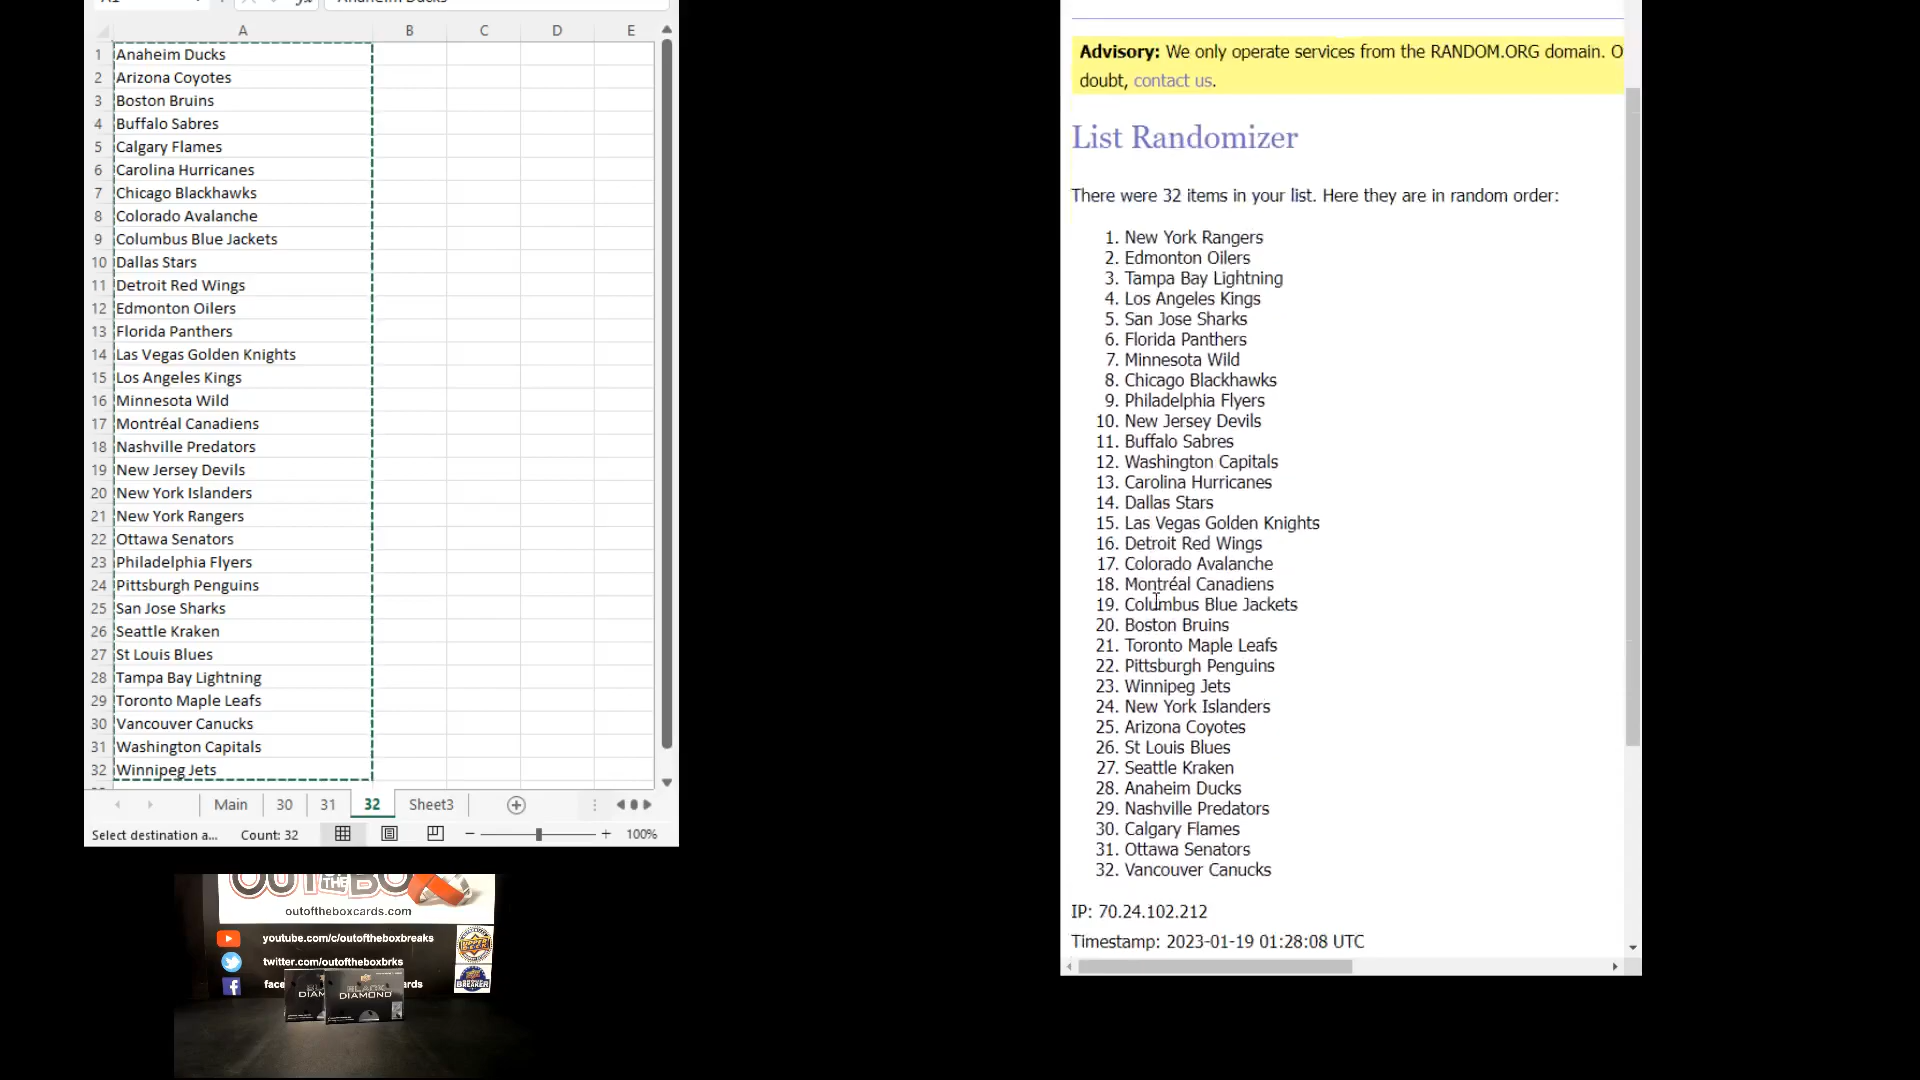 Anaheim Ducks
A B C D E
1 Anaheim Ducks
2 Arizona Coyotes
3 Boston Bruins
4 Buffalo Sabres
5 Calgary Flames
6 Carolina Hurricanes
7 Chicago Blackhawks
8 Colorado Avalanche
9 Columbus Blue Jackets
10 Dallas Stars
11 Detroit Red Wings
12 Edmonton Oilers
13 Florida Panthers
14 Las Vegas Golden Knights
15 Los Angeles Kings
16 Minnesota Wild
17 Montréal Canadiens
18 Nashville Predators
19 New Jersey Devils
20 New York Islanders
21 New York Rangers
22 Ottawa Senators
23 Philadelphia Flyers
24 Pittsburgh Penguins
25 San Jose Sharks
26 Seattle Kraken
27 St Louis Blues
28 Tampa Bay Lightning
29 Toronto Maple Leafs
30 Vancouver Canucks
31 Washington Capitals
32 Winnipeg Jets
Main 30 31 32 Sheet3
Select destination a... Count: 32 100%
OUT THE BO
outoftheboxcards.com
youtube.com/c/outoftheboxbreaks
twitter.com/outoftheboxbrks
face
rds
DIAM
BLACK
DIAMOND
Advisory: We only operate services from the RANDOM.ORG domain. O
doubt, contact us.
List Randomizer
There were 32 items in your list. Here they are in random order:
1. New York Rangers
2. Edmonton Oilers
3. Tampa Bay Lightning
4. Los Angeles Kings
5. San Jose Sharks
6. Florida Panthers
7. Minnesota Wild
8. Chicago Blackhawks
9. Philadelphia Flyers
10. New Jersey Devils
11. Buffalo Sabres
12. Washington Capitals
13. Carolina Hurricanes
14. Dallas Stars
15. Las Vegas Golden Knights
16. Detroit Red Wings
17. Colorado Avalanche
18. Montréal Canadiens
19. Columbus Blue Jackets
20. Boston Bruins
21. Toronto Maple Leafs
22. Pittsburgh Penguins
23. Winnipeg Jets
24. New York Islanders
25. Arizona Coyotes
26. St Louis Blues
27. Seattle Kraken
28. Anaheim Ducks
29. Nashville Predators
30. Calgary Flames
31. Ottawa Senators
32. Vancouver Canucks
IP: 70.24.102.212
Timestamp: 2023-01-19 01:28:08 UTC